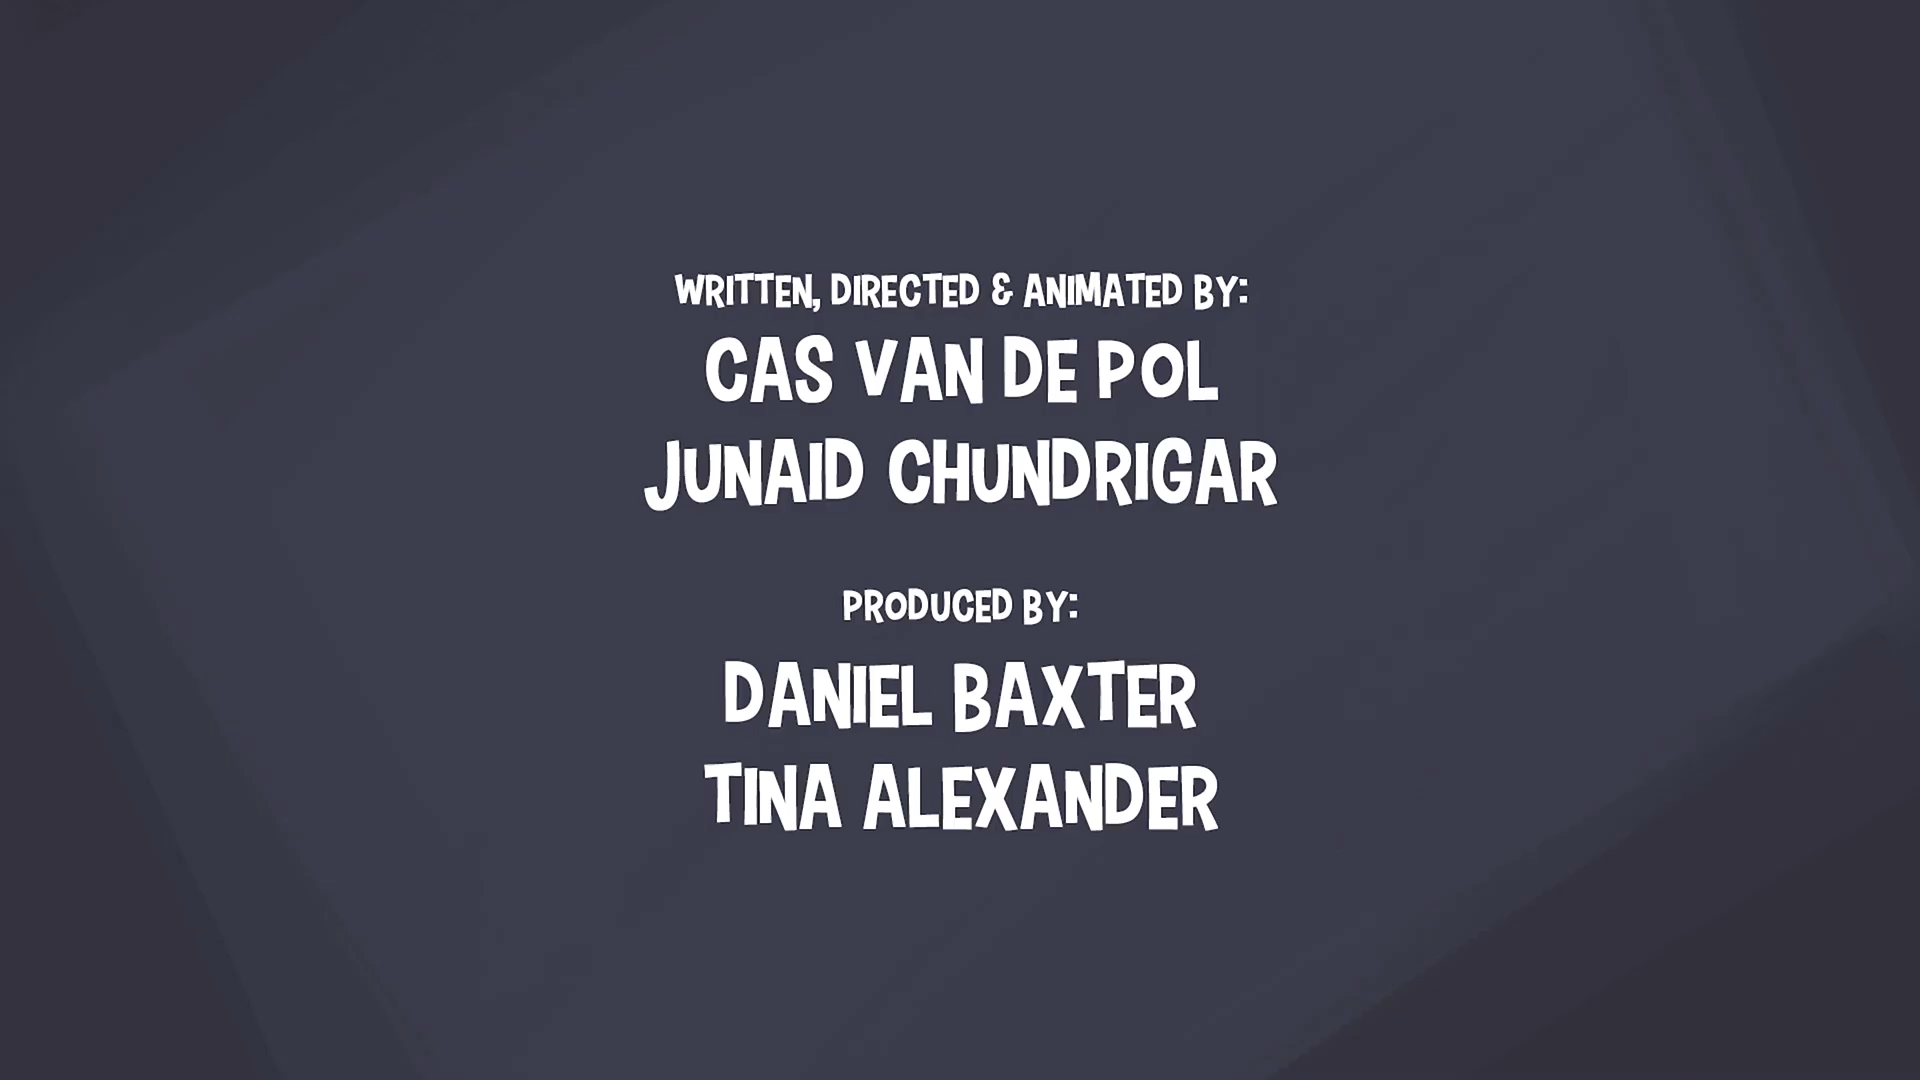 WRITTEN, DIRECTED & ANIMATED BY:
CAS VAN DE POL
JUNAID CHUNDRIGAR
PRODUCED BY:
DANIEL BAXTER
TINA ALEXANDER